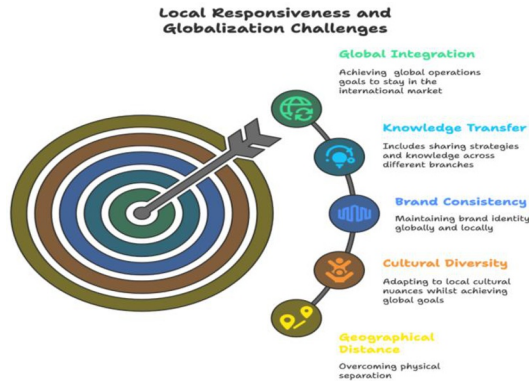 Local Responsiveness and
Globalization Challenges
Global Integration
Achieving global operations
goals to stay in the
international market
Knowledge Transfer
Includes sharing strategies
and knowledge across
different branches
Brand Consistency
Maintaining brand identity
globally and locally
Cultural Diversity
Adapting to local cultural
nuances whilst achieving
global goals
Geographical
Distance
Overcoming physical
separation